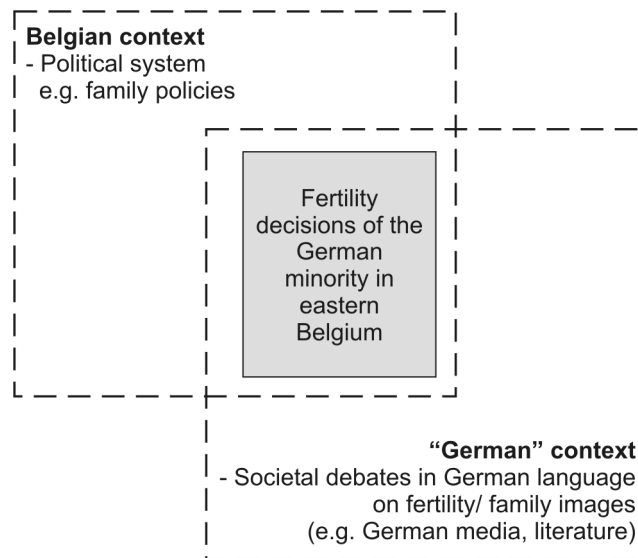 Belgian context
- Political system
e.g. family policies
Fertility
decisions of the
German
minority in
eastern
Belgium
“German” context
- Societal debates in German language
on fertility/ family images
(e.g. German media, literature)